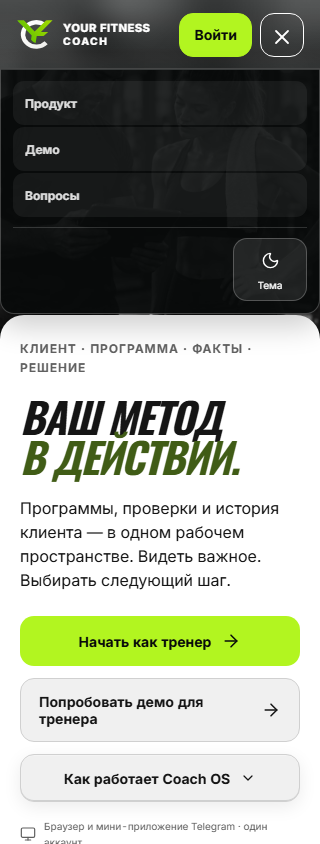 YOUR FITNESS
COACH
Войти
Продукт
Демо
Вопросы
Тема
КЛИЕНТ · ПРОГРАММА · ФАКТЫ ·
РЕШЕНИЕ
ВАШ МЕТОД
В ДЕЙСТВИИ.
Программы, проверки и история
клиента — в одном рабочем
пространстве. Видеть важное.
Выбирать следующий шаг.
Начать как тренер
Попробовать демо для
тренера
Как работает Coach OS
Браузер и мини-приложение Telegram · один
аккаунт